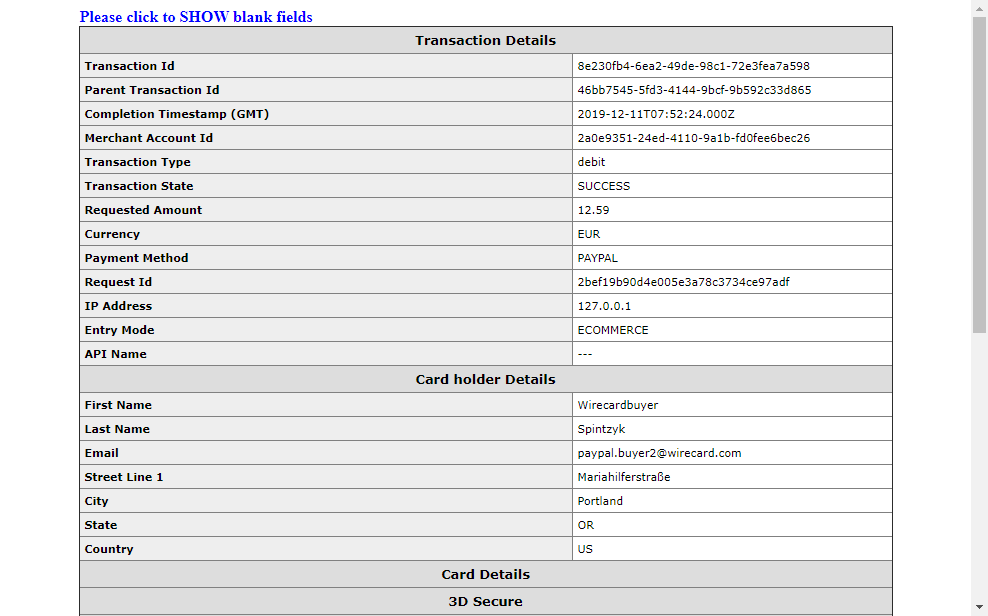 Please click to SHOW blank fields
Transaction Details
Transaction Id 8e230fb4-6ea2-49de-98c1-72e3fea7a598
Parent Transaction Id 46bb7545-5fd3-4144-9bcf-9b592c33d865
Completion Timestamp (GMT) 2019-12-11T07:52:24.000Z
Merchant Account Id 2a0e9351-24ed-4110-9a1b-fd0fee6bec26
Transaction Type debit
Transaction State SUCCESS
Requested Amount 12.59
Currency EUR
Payment Method PAYPAL
Request Id 2bef19b90d4e005e3a78c3734ce97adf
IP Address 127.0.0.1
Entry Mode ECOMMERCE
API Name ---
Card holder Details
First Name Wirecardbuyer
Last Name Spintzyk
Email paypal.buyer2@wirecard.com
Street Line 1 Mariahilferstraße
City Portland
State OR
Country US
Card Details
3D Secure